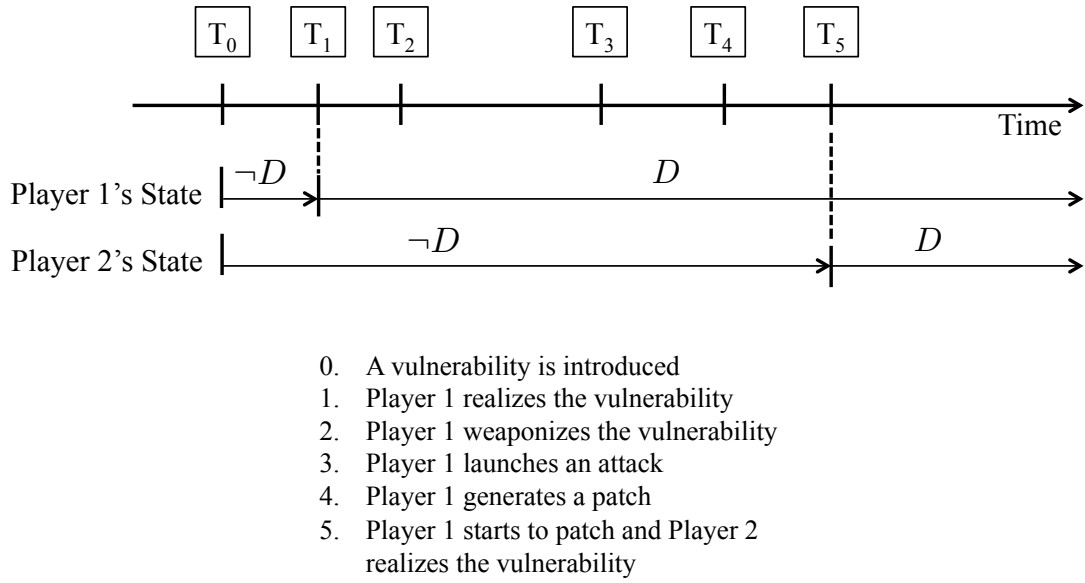 T0 T1 T2 T3 T4 T5
Time
¬D D
Player 1’s State
¬D D
Player 2’s State
0. A vulnerability is introduced
1. Player 1 realizes the vulnerability
2. Player 1 weaponizes the vulnerability
3. Player 1 launches an attack
4. Player 1 generates a patch
5. Player 1 starts to patch and Player 2
realizes the vulnerability